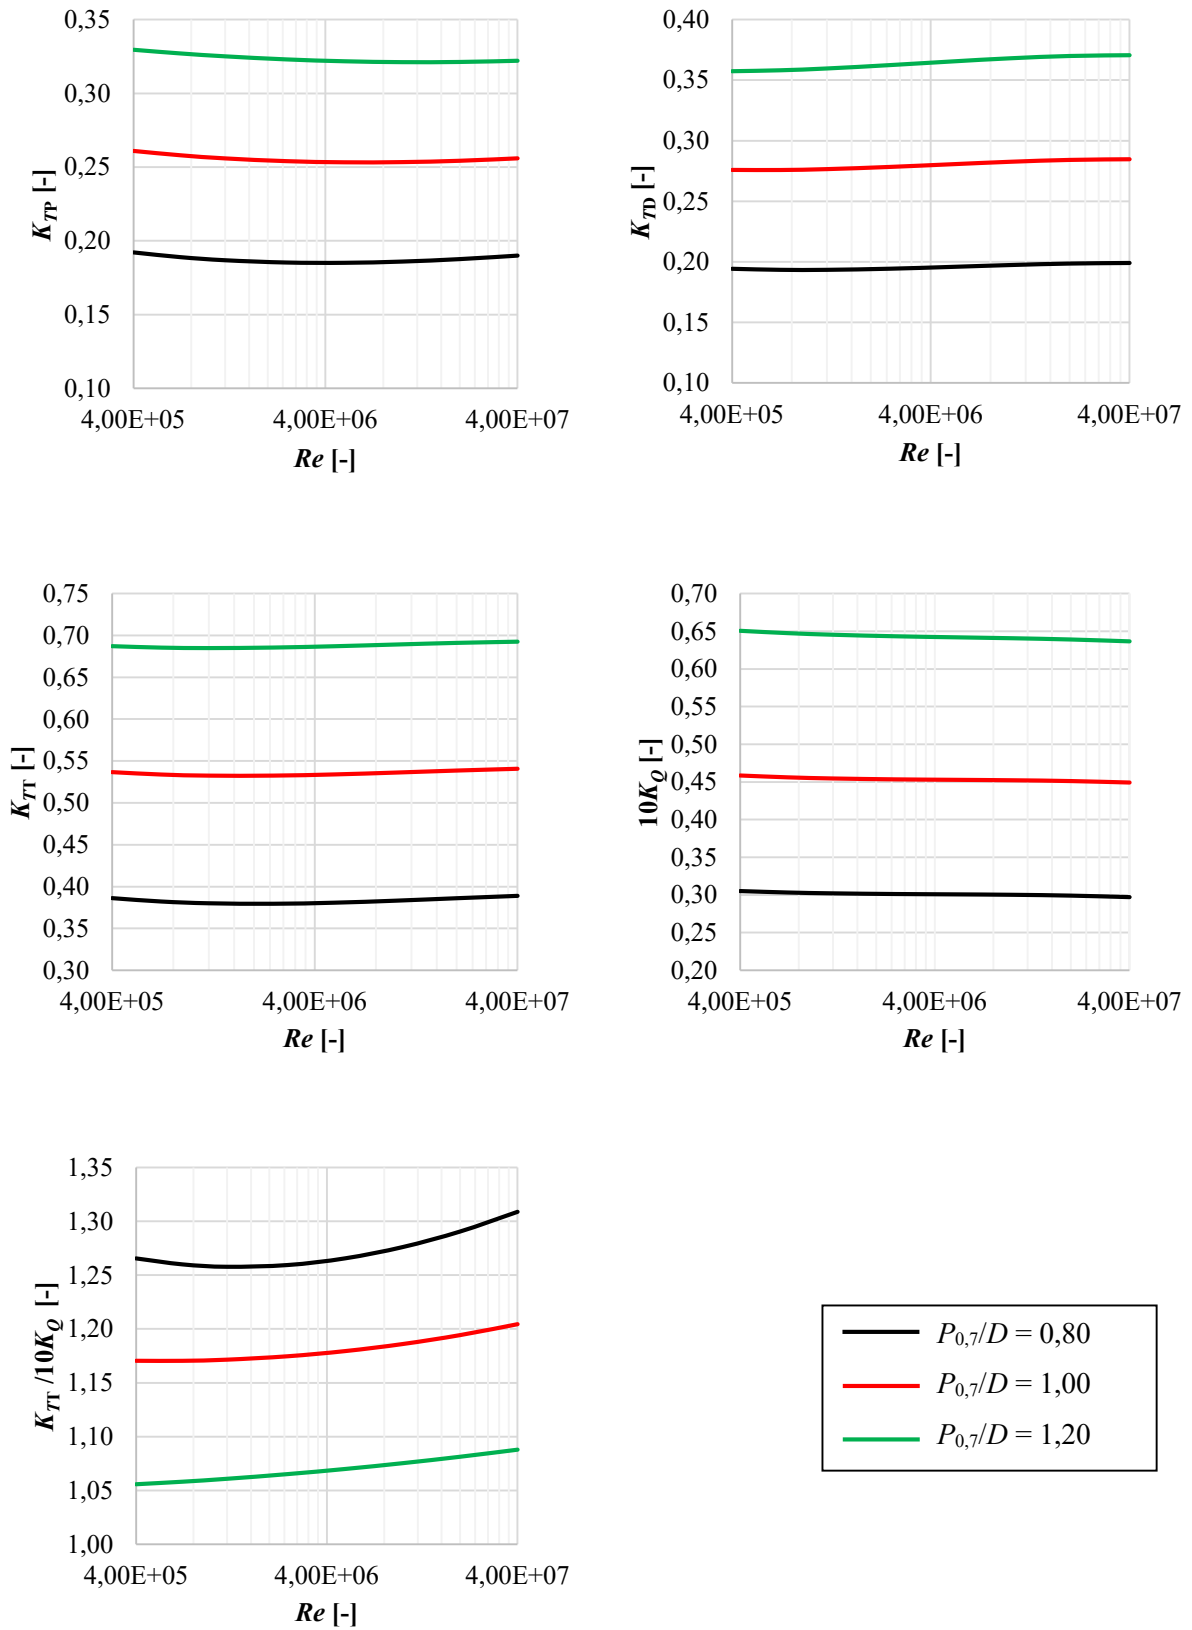 0,35
0,30
0,25
0,20
0,15
0,10
K_TP [-]
4,00E+05 4,00E+06 4,00E+07
Re [-]
0,40
0,35
0,30
0,25
0,20
0,15
0,10
K_TD [-]
4,00E+05 4,00E+06 4,00E+07
Re [-]
0,75
0,70
0,65
0,60
0,55
0,50
0,45
0,40
0,35
0,30
K_TT [-]
4,00E+05 4,00E+06 4,00E+07
Re [-]
0,70
0,65
0,60
0,55
0,50
0,45
0,40
0,35
0,30
0,25
0,20
10K_Q [-]
4,00E+05 4,00E+06 4,00E+07
Re [-]
1,35
1,30
1,25
1,20
1,15
1,10
1,05
1,00
K_TT /10K_Q [-]
4,00E+05 4,00E+06 4,00E+07
Re [-]
P_0,7/D = 0,80
P_0,7/D = 1,00
P_0,7/D = 1,20